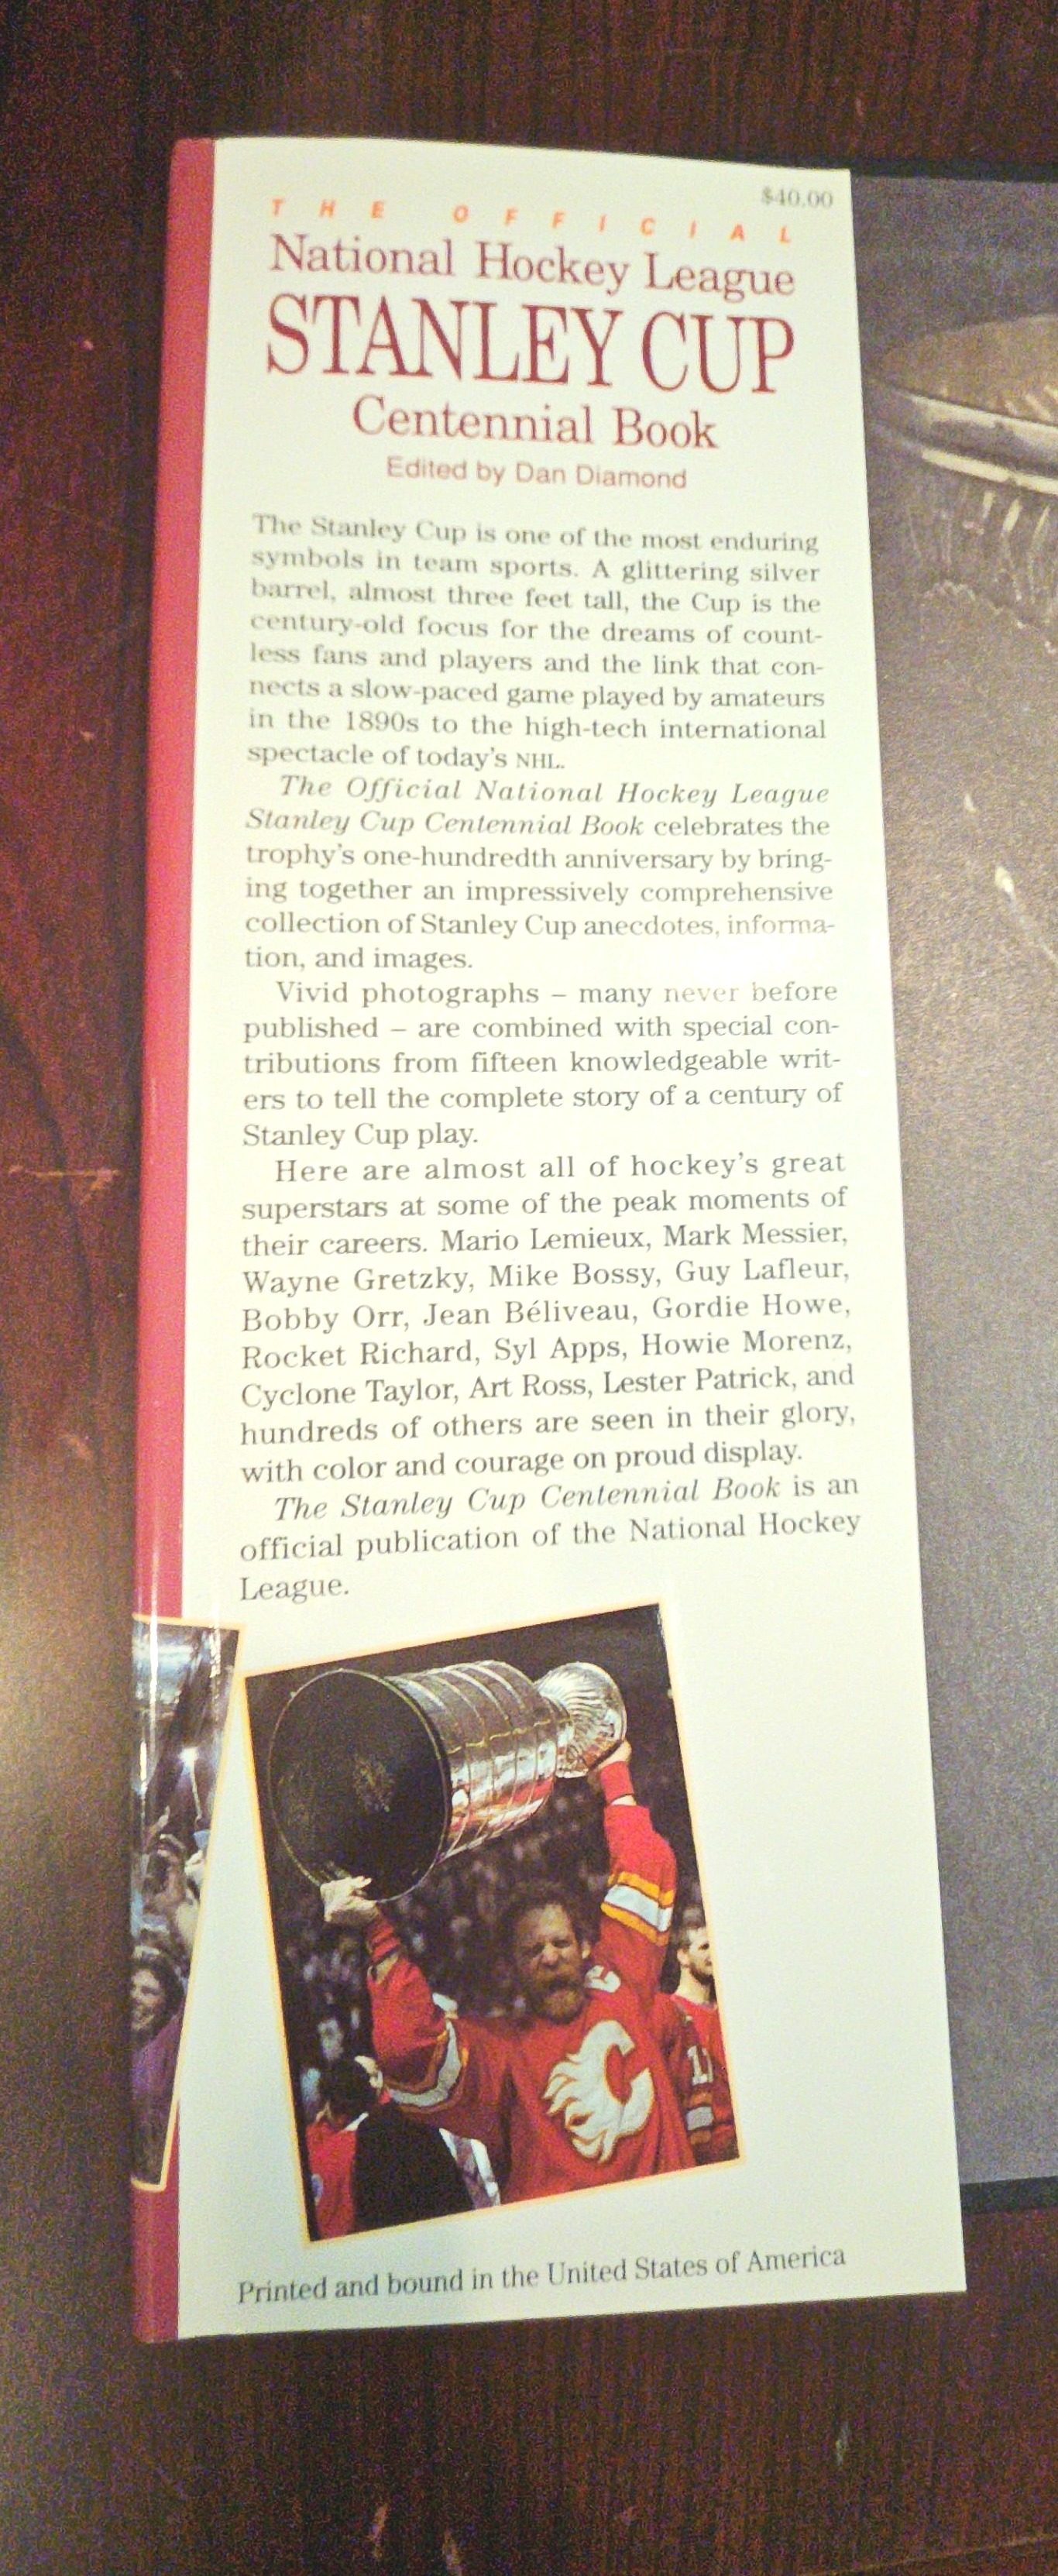 $40.00
THE OFFICIAL
National Hockey League
STANLEY CUP
Centennial Book
Edited by Dan Diamond
The Stanley Cup is one of the most enduring
symbols in team sports. A glittering silver
barrel, almost three feet tall, the Cup is the
century-old focus for the dreams of count-
less fans and players and the link that con-
nects a slow-paced game played by amateurs
in the 1890s to the high-tech international
spectacle of today's NHL.
The Official National Hockey League
Stanley Cup Centennial Book celebrates the
trophy's one-hundredth anniversary by bring-
ing together an impressively comprehensive
collection of Stanley Cup anecdotes, informa-
tion, and images.
Vivid photographs – many never before
published – are combined with special con-
tributions from fifteen knowledgeable writ-
ers to tell the complete story of a century of
Stanley Cup play.
Here are almost all of hockey's great
superstars at some of the peak moments of
their careers. Mario Lemieux, Mark Messier,
Wayne Gretzky, Mike Bossy, Guy Lafleur,
Bobby Orr, Jean Béliveau, Gordie Howe,
Rocket Richard, Syl Apps, Howie Morenz,
Cyclone Taylor, Art Ross, Lester Patrick, and
hundreds of others are seen in their glory,
with color and courage on proud display.
The Stanley Cup Centennial Book is an
official publication of the National Hockey
League.
C
C
11
Printed and bound in the United States of America